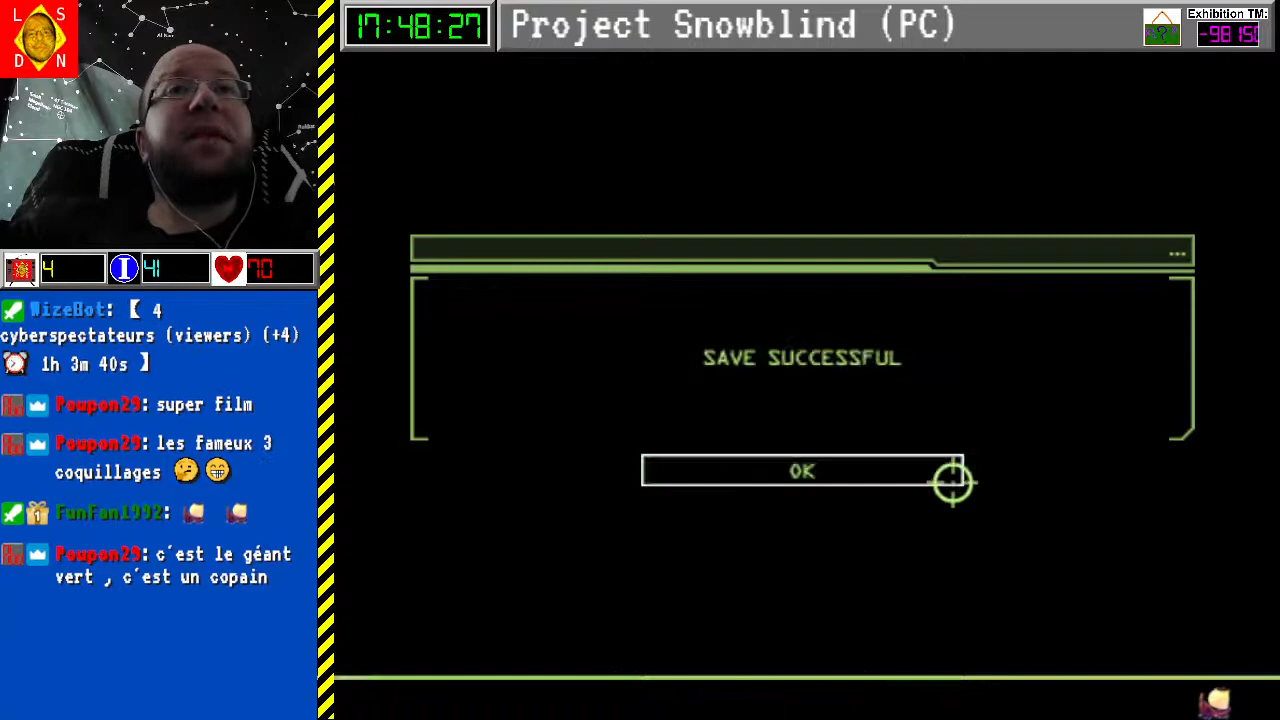 L S
D N
17:48:27
Project Snowblind (PC)
Exhibition TM:
4
I
41
70
WizeBot: 【 4
cyberspectateurs (viewers) (+4)
1h 3m 40s 】
Poupon29: super film
Poupon29: les fameux 3
coquillages
FunFan1992:
Poupon29: c'est le géant
vert , c'est un copain
...
SAVE SUCCESSFUL
OK